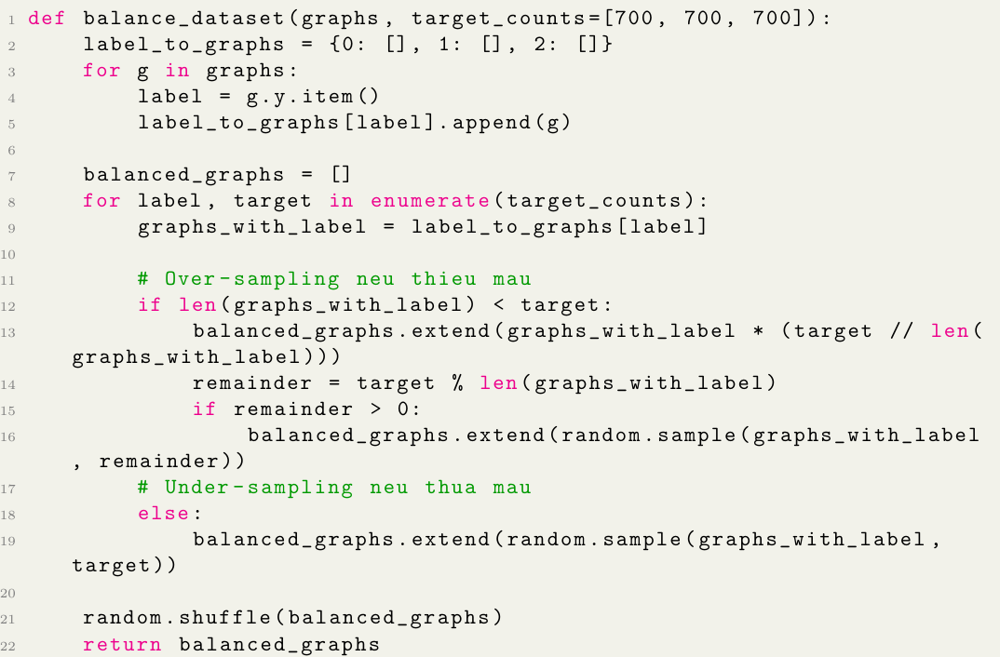 1 def balance_dataset(graphs, target_counts=[700, 700, 700]):
2     label_to_graphs = {0: [], 1: [], 2: []}
3     for g in graphs:
4         label = g.y.item()
5         label_to_graphs[label].append(g)
6
7     balanced_graphs = []
8     for label, target in enumerate(target_counts):
9         graphs_with_label = label_to_graphs[label]
10
11         # Over-sampling neu thieu mau
12         if len(graphs_with_label) < target:
13             balanced_graphs.extend(graphs_with_label * (target // len(
graphs_with_label)))
14             remainder = target % len(graphs_with_label)
15             if remainder > 0:
16                 balanced_graphs.extend(random.sample(graphs_with_label
, remainder))
17         # Under-sampling neu thua mau
18         else:
19             balanced_graphs.extend(random.sample(graphs_with_label,
target))
20
21     random.shuffle(balanced_graphs)
22     return balanced_graphs